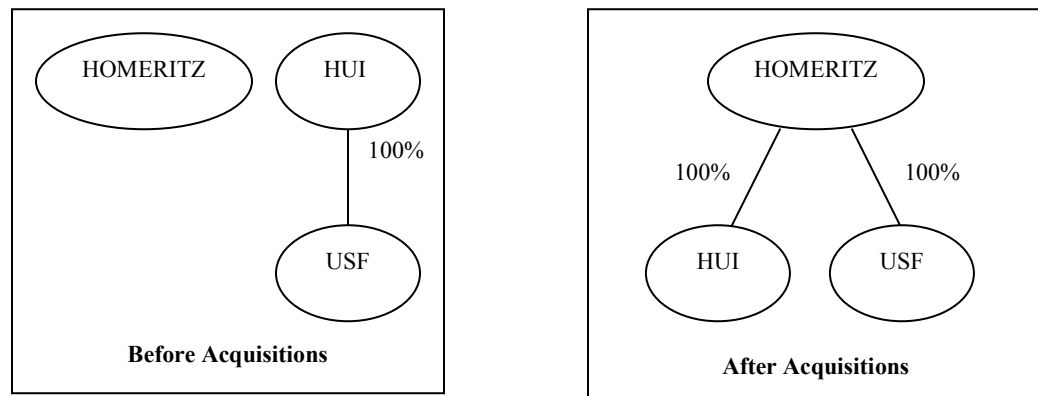 HOMERITZ
HUI
100%
USF
Before Acquisitions
HOMERITZ
100%
100%
HUI
USF
After Acquisitions